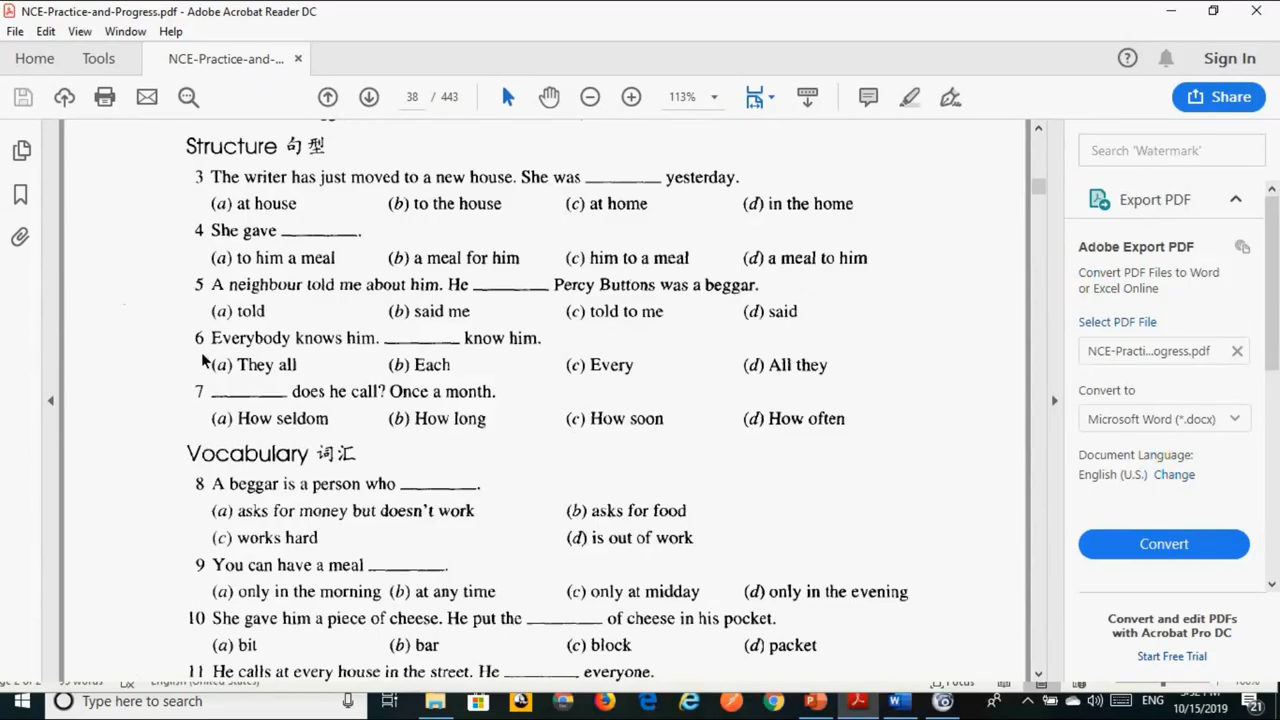 NCE-Practice-and-Progress.pdf - Adobe Acrobat Reader DC
File Edit View Window Help
Home Tools NCE-Practice-and-... × Sign In
38 / 443 113% Share
Structure 句型
3 The writer has just moved to a new house. She was ________ yesterday.
(a) at house (b) to the house (c) at home (d) in the home
4 She gave ________.
(a) to him a meal (b) a meal for him (c) him to a meal (d) a meal to him
5 A neighbour told me about him. He ________ Percy Buttons was a beggar.
(a) told (b) said me (c) told to me (d) said
6 Everybody knows him. ________ know him.
(a) They all (b) Each (c) Every (d) All they
7 ________ does he call? Once a month.
(a) How seldom (b) How long (c) How soon (d) How often
Vocabulary 词汇
8 A beggar is a person who ________.
(a) asks for money but doesn't work (b) asks for food
(c) works hard (d) is out of work
9 You can have a meal ________.
(a) only in the morning (b) at any time (c) only at midday (d) only in the evening
10 She gave him a piece of cheese. He put the ________ of cheese in his pocket.
(a) bit (b) bar (c) block (d) packet
11 He calls at every house in the street. He ________ everyone.
Search 'Watermark'
Export PDF
Adobe Export PDF
Convert PDF Files to Word
or Excel Online
Select PDF File
NCE-Practi...ogress.pdf
Convert to
Microsoft Word (*.docx)
Document Language:
English (U.S.) Change
Convert
Convert and edit PDFs
with Acrobat Pro DC
Start Free Trial
Type here to search
ENG
10/15/2019
21